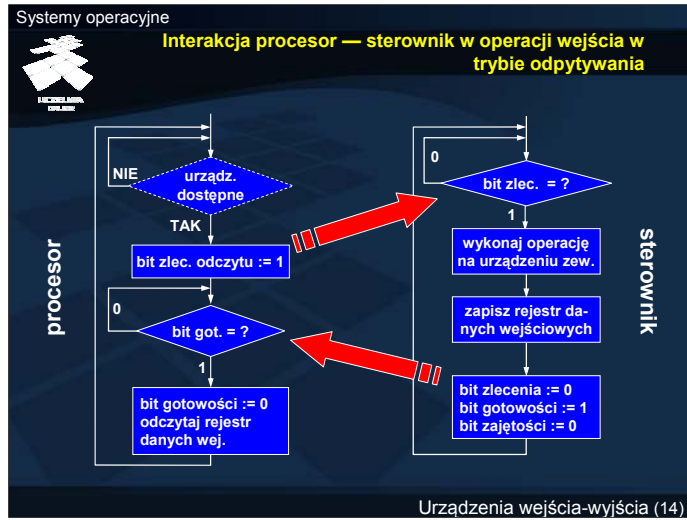 Systemy operacyjne
Interakcja procesor — sterownik w operacji wejścia w
trybie odpytywania
UCZELNIA
ONLINE
procesor
NIE
urządz.
dostępne
TAK
bit zlec. odczytu := 1
0
bit got. = ?
1
bit gotowości := 0
odczytaj rejestr
danych wej.
0
bit zlec. = ?
1
wykonaj operację
na urządzeniu zew.
zapisz rejestr da-
nych wejściowych
bit zlecenia := 0
bit gotowości := 1
bit zajętości := 0
sterownik
Urządzenia wejścia-wyjścia (14)